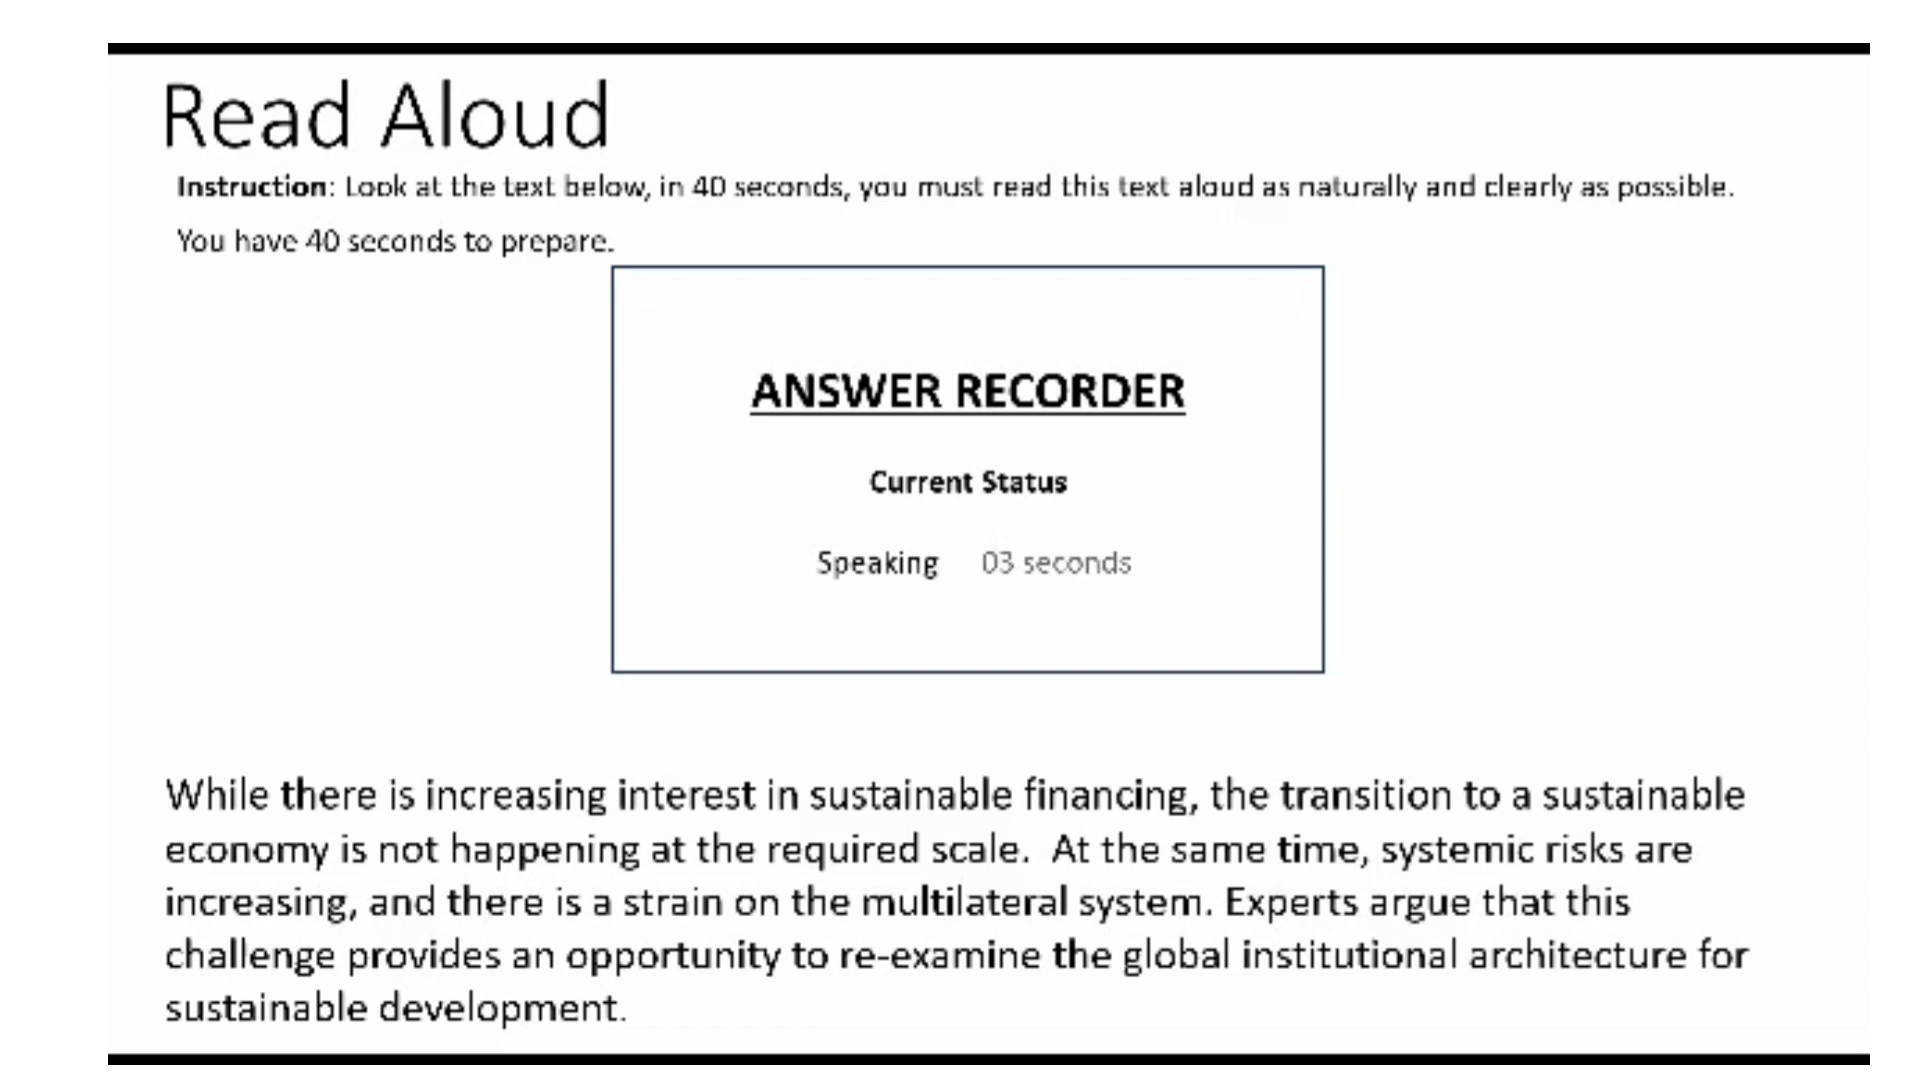 Read Aloud
Instruction: Look at the text below, in 40 seconds, you must read this text aloud as naturally and clearly as possible.
You have 40 seconds to prepare.
ANSWER RECORDER
Current Status
Speaking 03 seconds
While there is increasing interest in sustainable financing, the transition to a sustainable
economy is not happening at the required scale. At the same time, systemic risks are
increasing, and there is a strain on the multilateral system. Experts argue that this
challenge provides an opportunity to re-examine the global institutional architecture for
sustainable development.